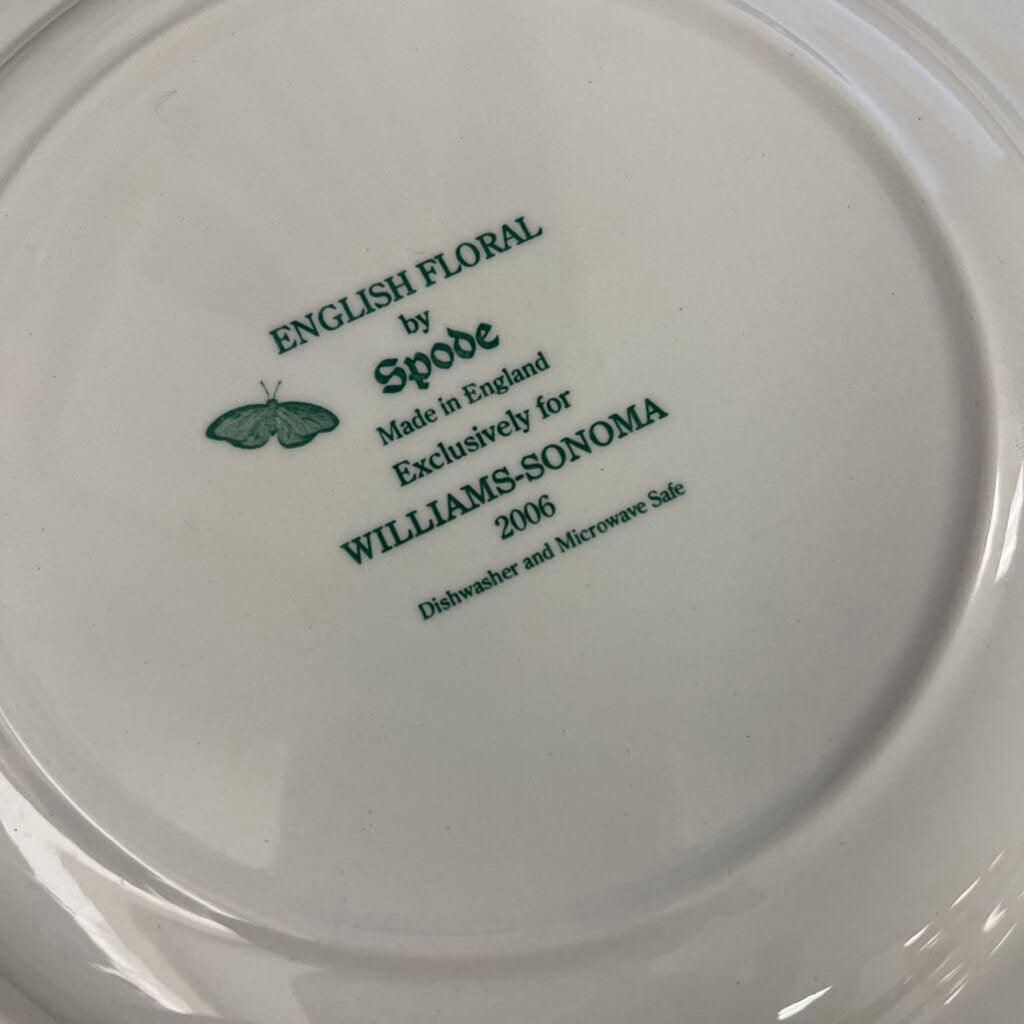 ENGLISH FLORAL
by
Spode
Made in England
Exclusively for
WILLIAMS-SONOMA
2006
Dishwasher and Microwave Safe